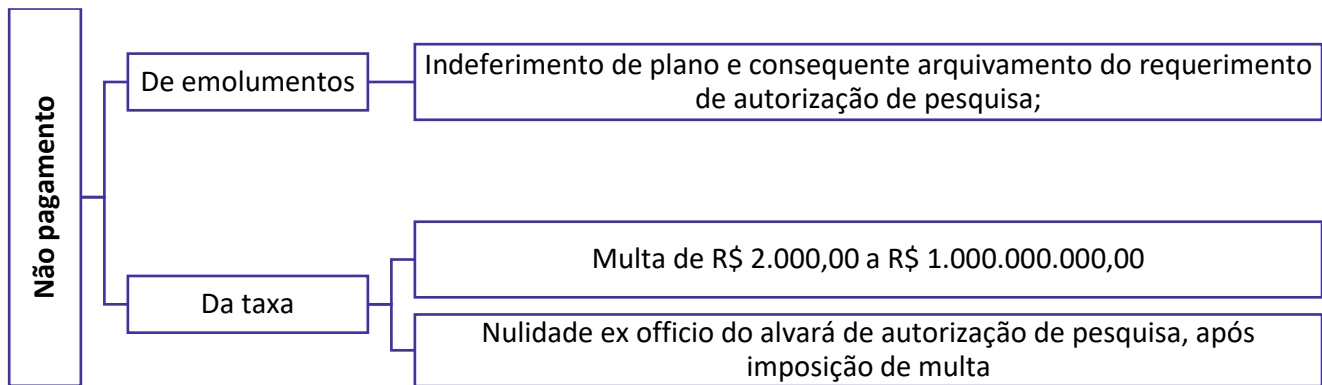 Não pagamento
De emolumentos
Indeferimento de plano e consequente arquivamento do requerimento
de autorização de pesquisa;
Da taxa
Multa de R$ 2.000,00 a R$ 1.000.000.000,00
Nulidade ex officio do alvará de autorização de pesquisa, após
imposição de multa